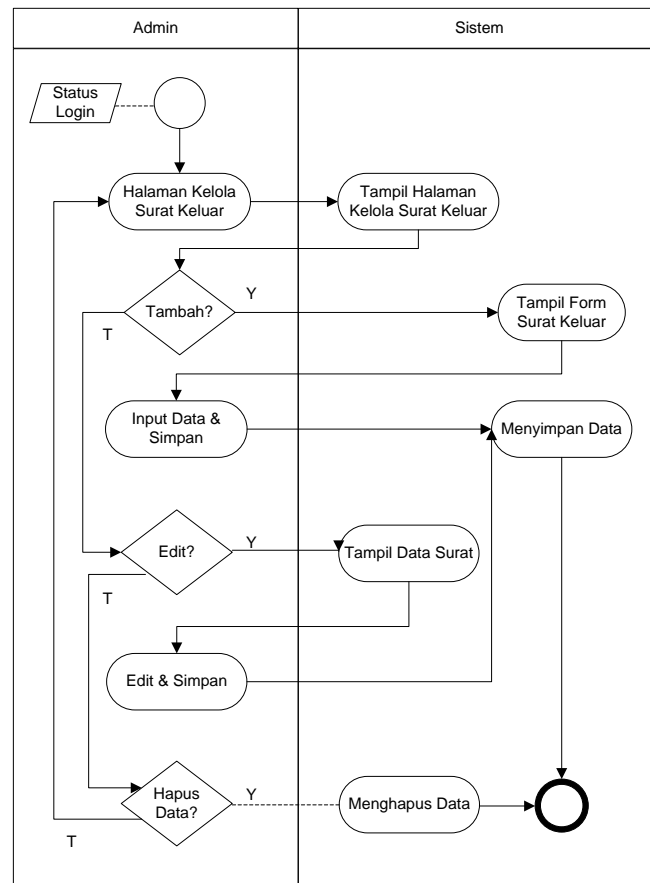 Admin
Sistem
Status
Login
Halaman Kelola
Surat Keluar
Tampil Halaman
Kelola Surat Keluar
Tambah?
Y
T
Tampil Form
Surat Keluar
Input Data &
Simpan
Menyimpan Data
Edit?
Y
T
Tampil Data Surat
Edit & Simpan
Hapus
Data?
Y
T
Menghapus Data